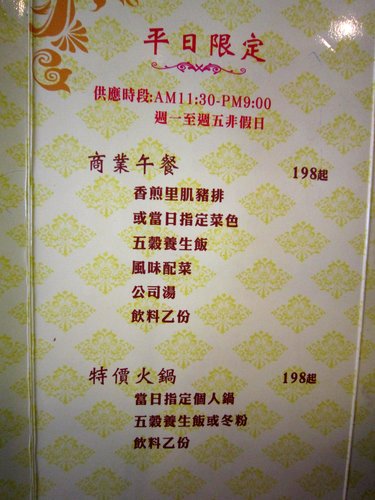 平日限定
供應時段:AM11:30-PM9:00
週一至週五非假日
商業午餐 198起
香煎里肌豬排
或當日指定菜色
五穀養生飯
風味配菜
公司湯
飲料乙份
特價火鍋 198起
當日指定個人鍋
五穀養生飯或冬粉
飲料乙份